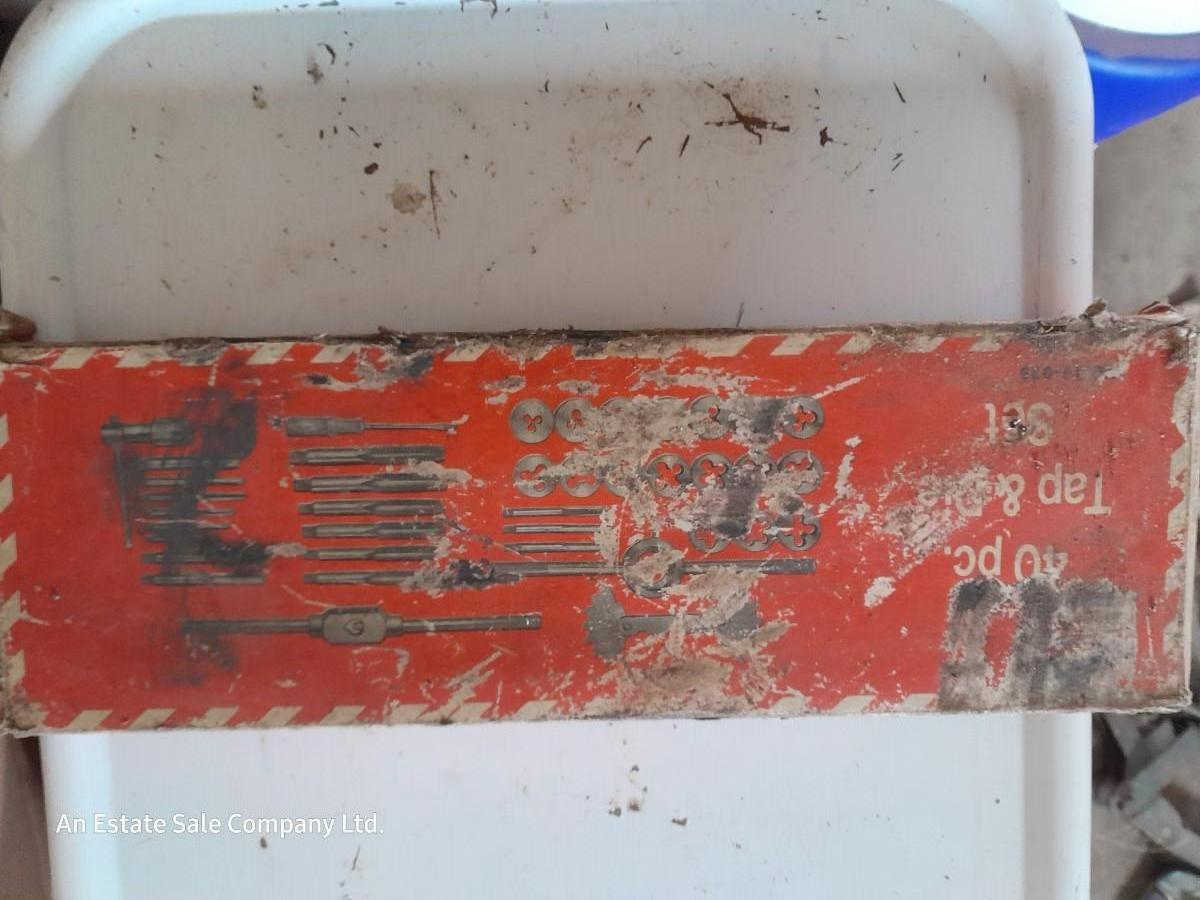 40 pc.
Tap & Die
Set
An Estate Sale Company Ltd.